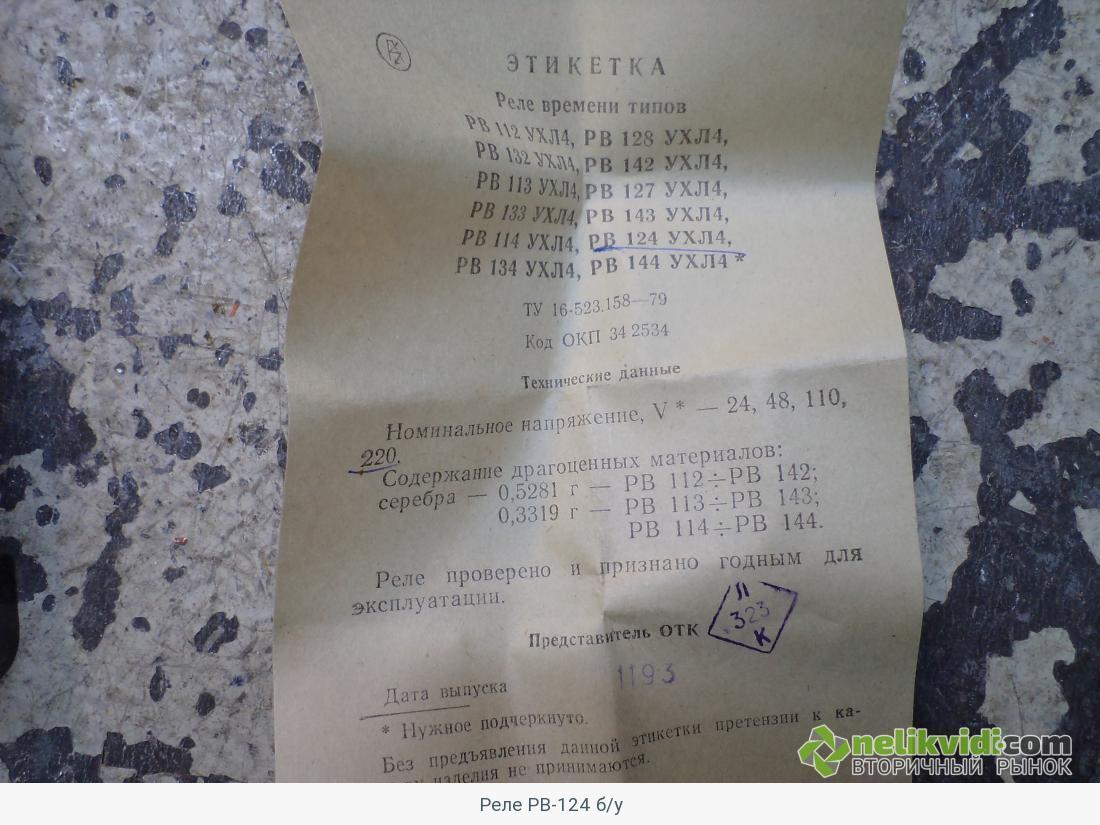 ЭТИКЕТКА
Реле времени типов
РВ 112 УХЛ4, РВ 128 УХЛ4,
РВ 132 УХЛ4, РВ 142 УХЛ4,
РВ 113 УХЛ4, РВ 127 УХЛ4,
РВ 133 УХЛ4, РВ 143 УХЛ4,
РВ 114 УХЛ4, РВ 124 УХЛ4,
РВ 134 УХЛ4, РВ 144 УХЛ4 *
ТУ 16-523.158—79
Код ОКП 34 2534
Технические данные
Номинальное напряжение, V * — 24, 48, 110,
220.
Содержание драгоценных материалов:
серебра — 0,5281 г — РВ 112÷РВ 142;
0,3319 г — РВ 113÷РВ 143;
РВ 114÷РВ 144.
Реле проверено и признано годным для
эксплуатации.
Представитель ОТК
Л
323
К
Дата выпуска 1193
* Нужное подчеркнуто.
Без предъявления данной этикетки претензии к ка-
изделия не принимаются.
nelikvidi.com
ВТОРИЧНЫЙ РЫНОК
Реле РВ-124 б/у